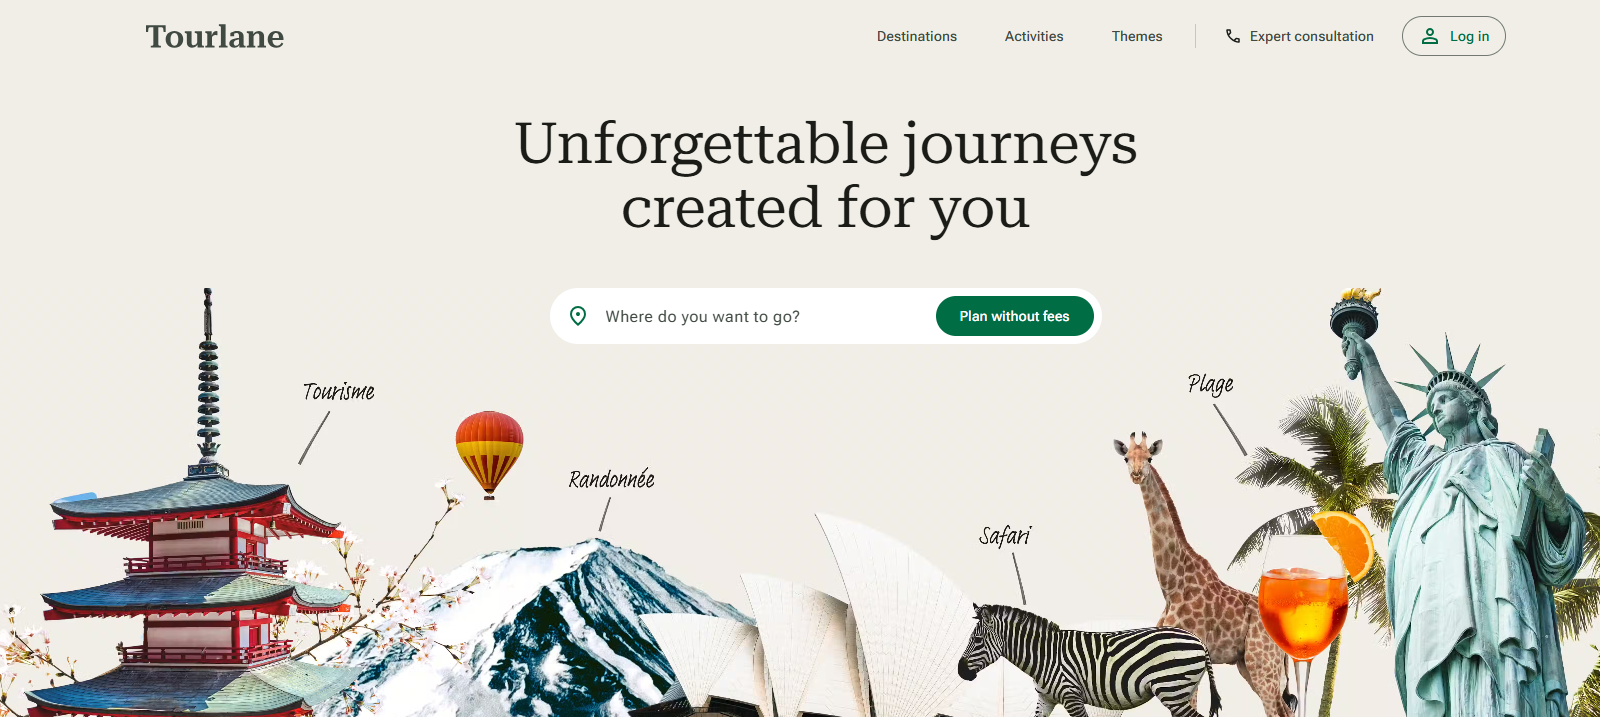 Tourlane
Destinations
Activities
Themes
Expert consultation
Log in
Unforgettable journeys
created for you
Where do you want to go?
Plan without fees
Tourisme
Plage
Randonnée
Safari